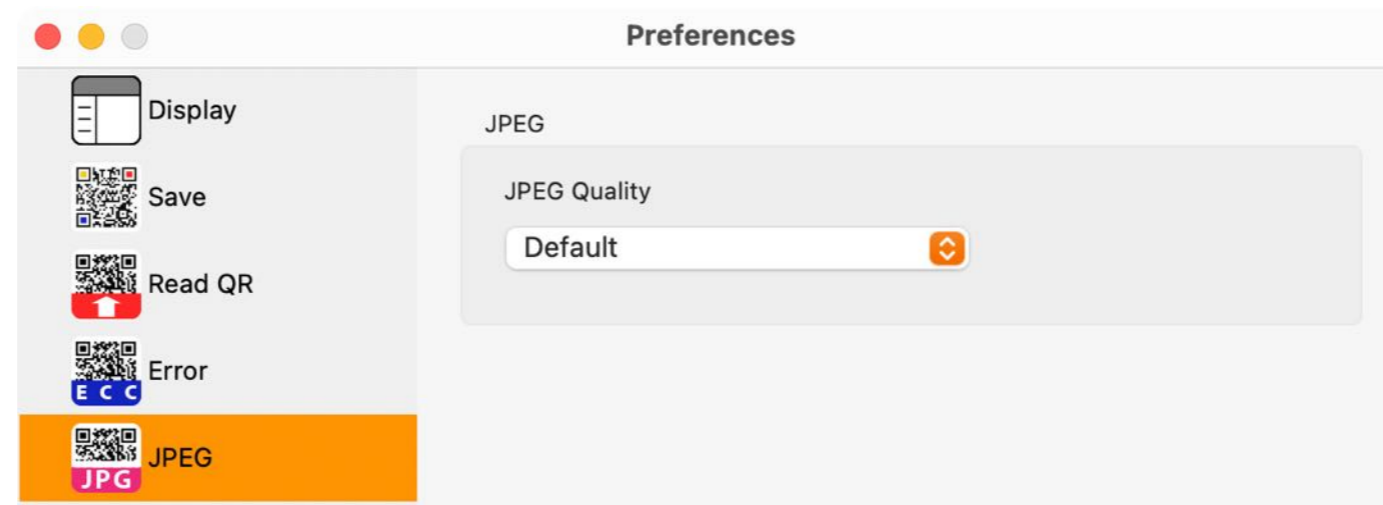 Preferences
Display
Save
Read QR
Error
E C C
JPEG
JPG
JPEG
JPEG Quality
Default